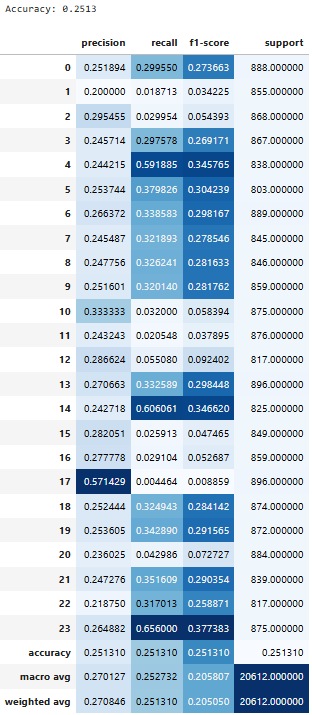 Accuracy: 0.2513
precision recall f1-score support
0 0.251894 0.299550 0.273663 888.000000
1 0.200000 0.018713 0.034225 855.000000
2 0.295455 0.029954 0.054393 868.000000
3 0.245714 0.297578 0.269171 867.000000
4 0.244215 0.591885 0.345765 838.000000
5 0.253744 0.379826 0.304239 803.000000
6 0.266372 0.338583 0.298167 889.000000
7 0.245487 0.321893 0.278546 845.000000
8 0.247756 0.326241 0.281633 846.000000
9 0.251601 0.320140 0.281762 859.000000
10 0.333333 0.032000 0.058394 875.000000
11 0.243243 0.020548 0.037895 876.000000
12 0.286624 0.055080 0.092402 817.000000
13 0.270663 0.332589 0.298448 896.000000
14 0.242718 0.606061 0.346620 825.000000
15 0.282051 0.025913 0.047465 849.000000
16 0.277778 0.029104 0.052687 859.000000
17 0.571429 0.004464 0.008859 896.000000
18 0.252444 0.324943 0.284142 874.000000
19 0.253605 0.342890 0.291565 872.000000
20 0.236025 0.042986 0.072727 884.000000
21 0.247276 0.351609 0.290354 839.000000
22 0.218750 0.317013 0.258871 817.000000
23 0.264882 0.656000 0.377383 875.000000
accuracy 0.251310 0.251310 0.251310 0.251310
macro avg 0.270127 0.252732 0.205807 20612.000000
weighted avg 0.270846 0.251310 0.205050 20612.000000